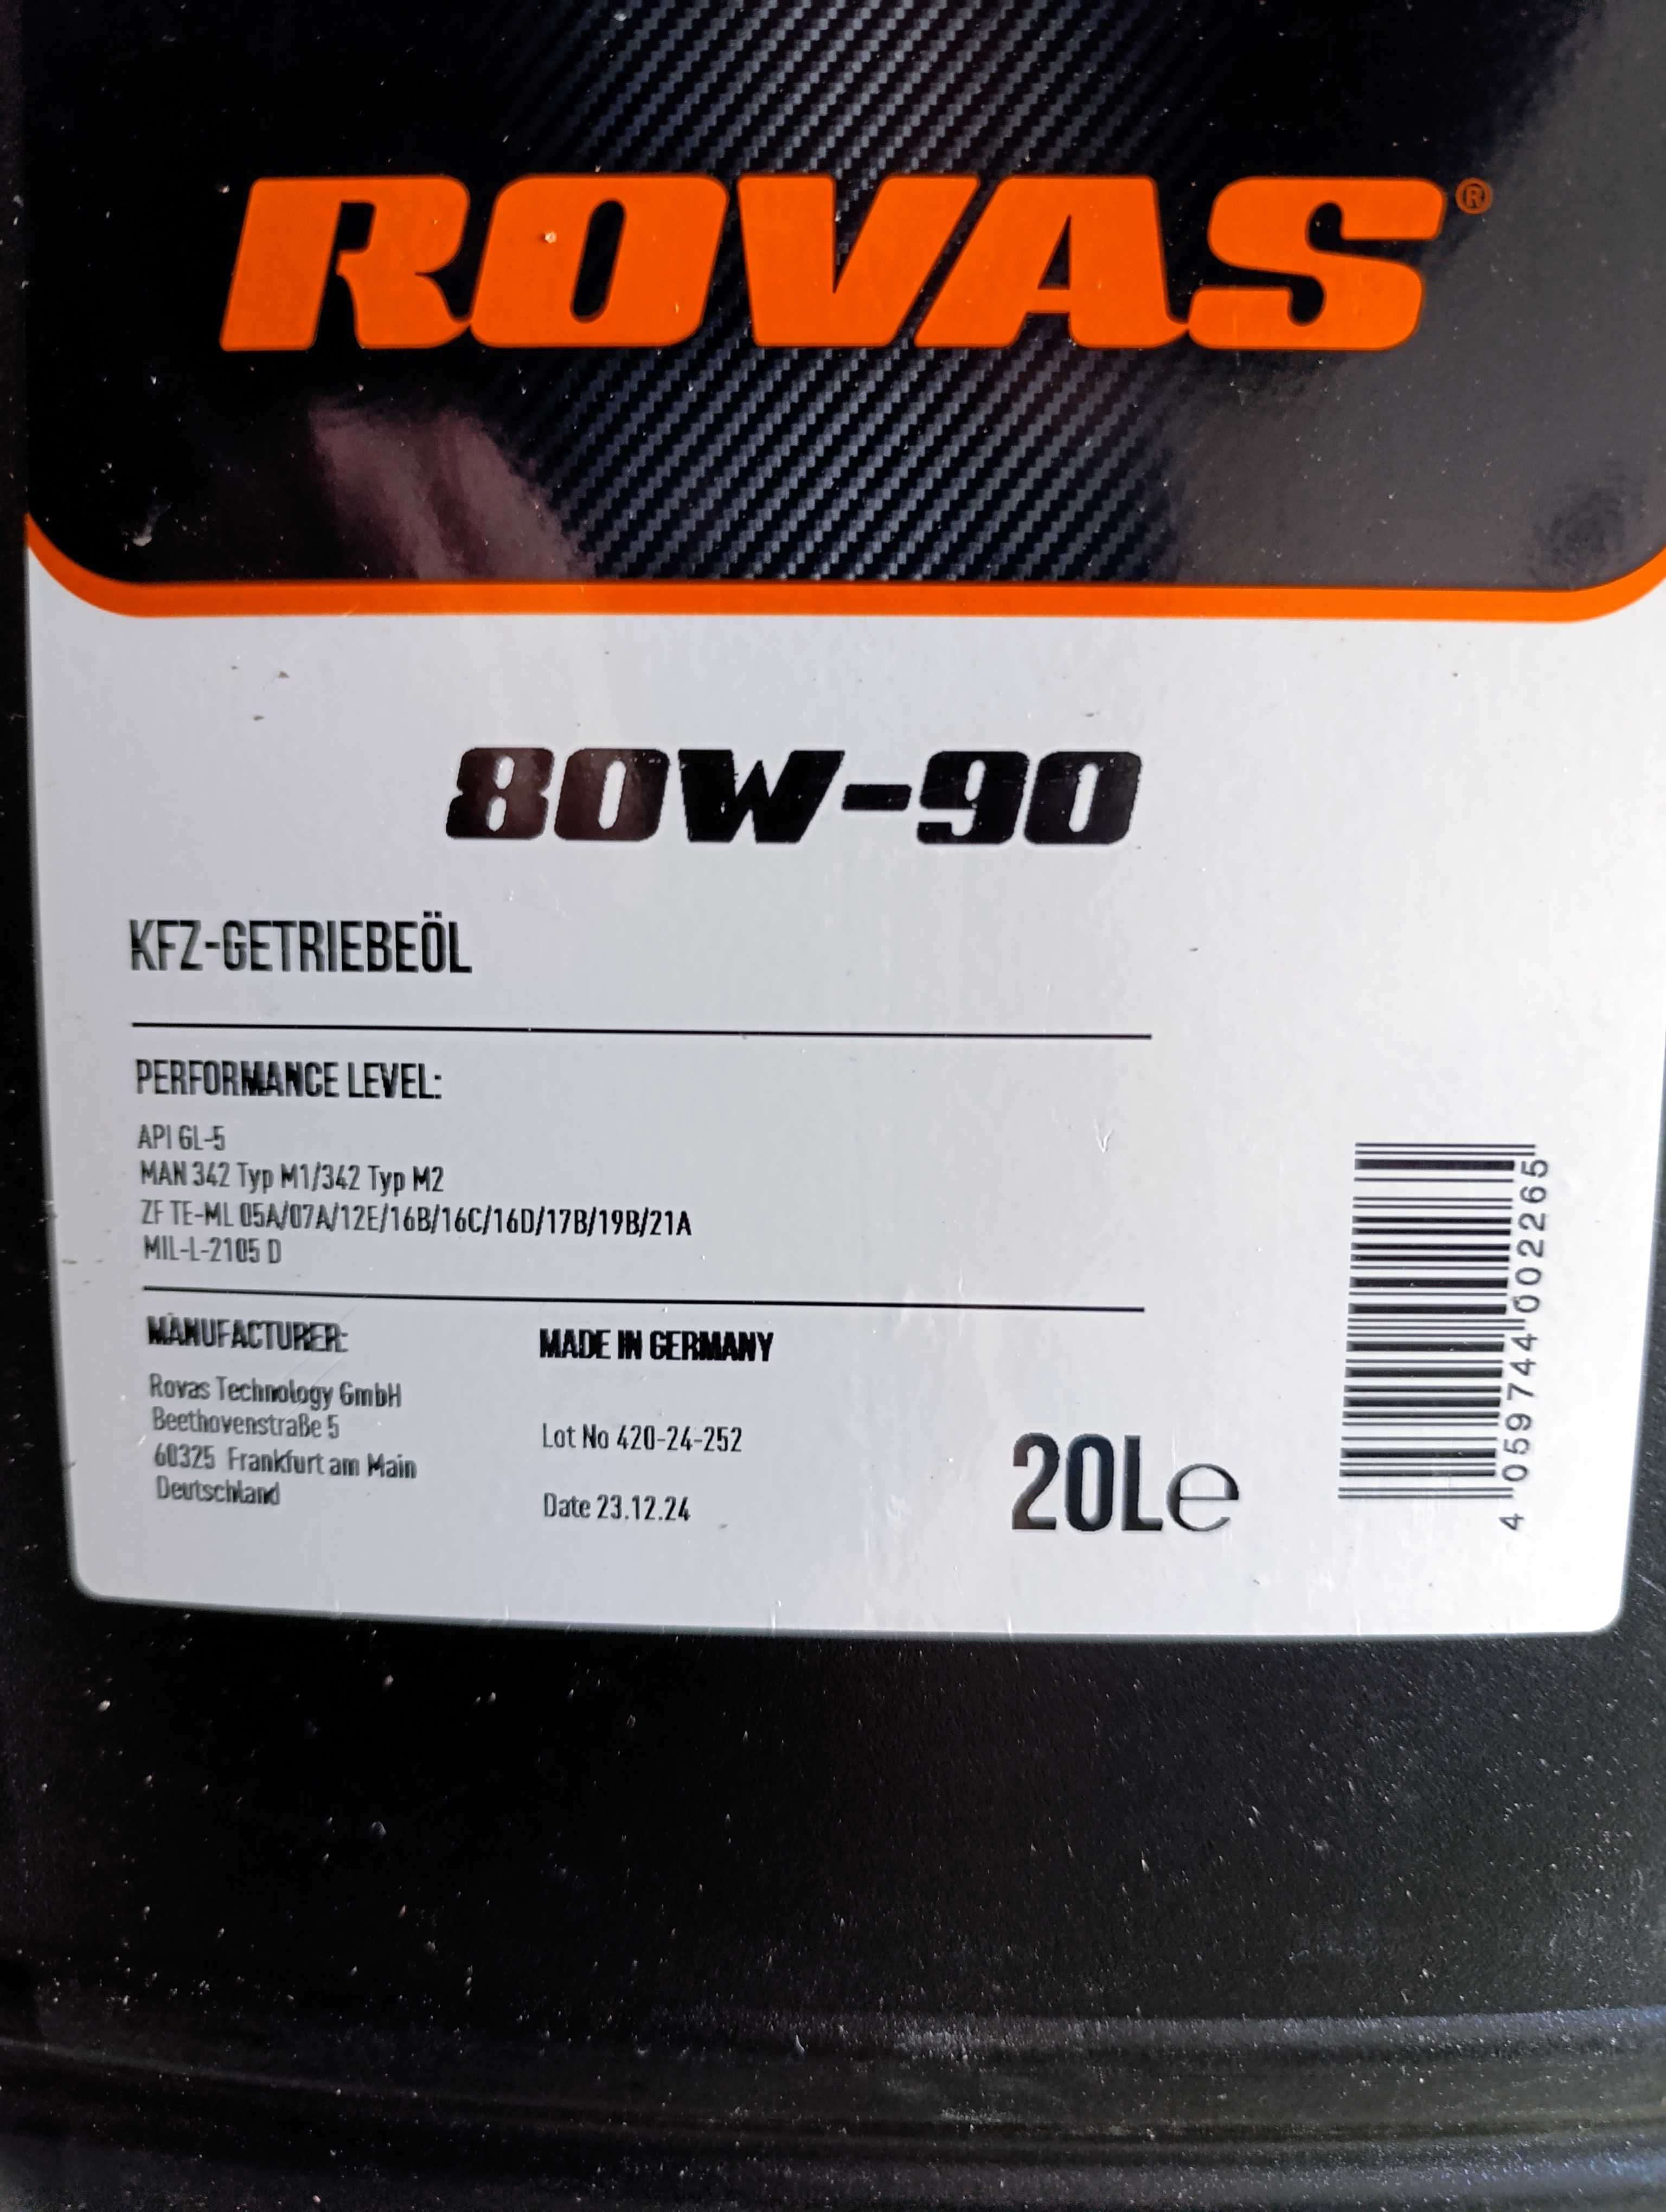 ROVAS®
80W-90
KFZ-GETRIEBEÖL
PERFORMANCE LEVEL:
API GL-5
MAN 342 Typ M1/342 Typ M2
ZF TE-ML 05A/07A/12E/16B/16C/16D/17B/19B/21A
MIL-L-2105 D
MANUFACTURER:
Rovas Technology GmbH
Beethovenstraße 5
60325 Frankfurt am Main
Deutschland
MADE IN GERMANY
Lot No 420-24-252
Date 23.12.24
20L℮
4 059744 002265